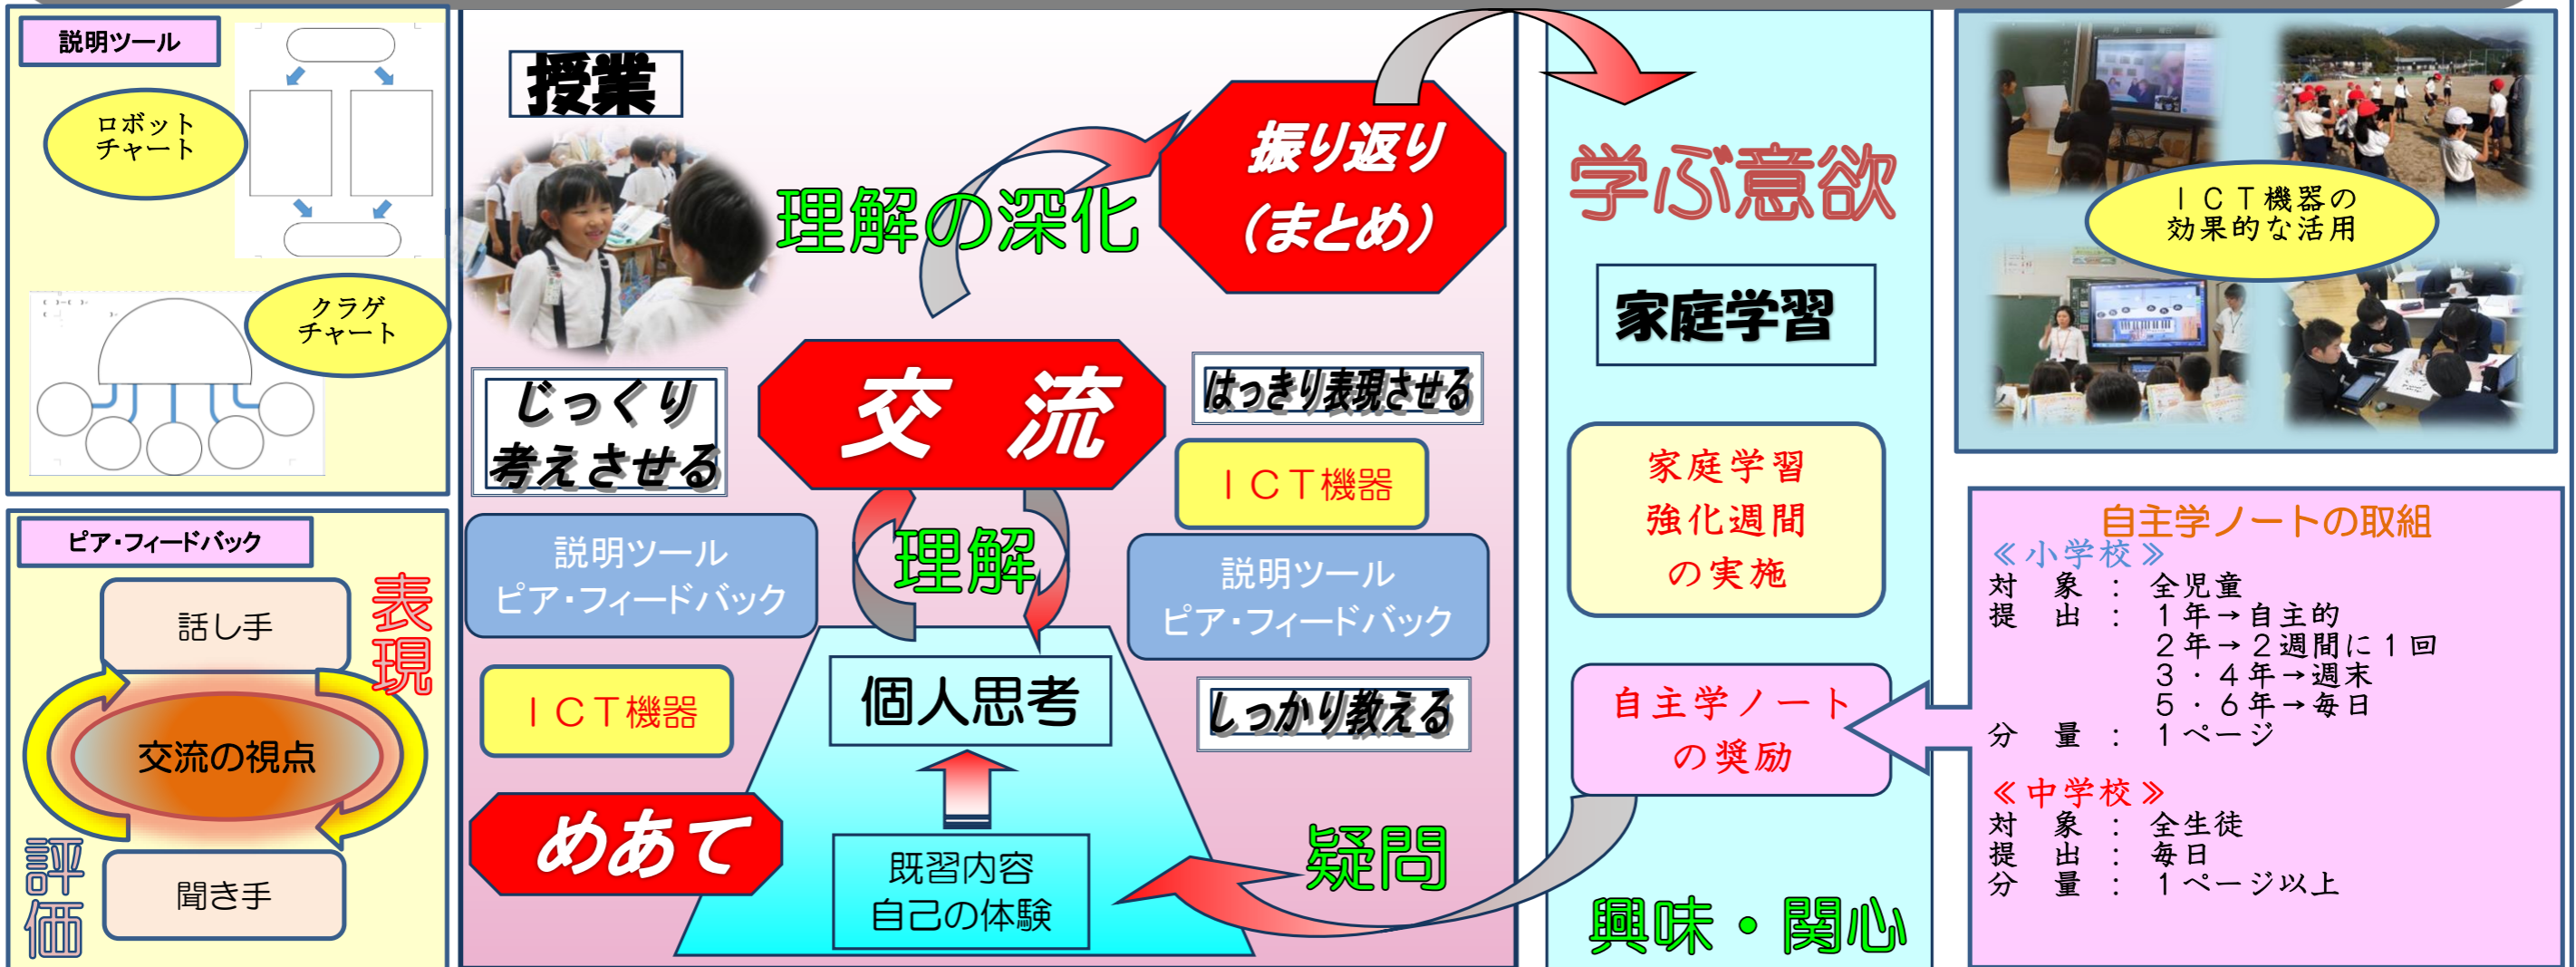 説明ツール
ロボット
チャート
クラゲ
チャート
ピア・フィードバック
話し手
表現
交流の視点
評価
聞き手
授業
理解の深化
振り返り
（まとめ）
じっくり
考えさせる
交 流
はっきり表現させる
ＩＣＴ機器
説明ツール
ピア・フィードバック
理解
説明ツール
ピア・フィードバック
ＩＣＴ機器
個人思考
しっかり教える
めあて
既習内容
自己の体験
疑問
学ぶ意欲
家庭学習
家庭学習
強化週間
の実施
自主学ノート
の奨励
興味・関心
ＩＣＴ機器の
効果的な活用
自主学ノートの取組
≪小学校≫
対 象 ： 全児童
提 出 ： １年→自主的
２年→２週間に１回
３・４年→週末
５・６年→毎日
分 量 ： １ページ
≪中学校≫
対 象 ： 全生徒
提 出 ： 毎日
分 量 ： １ページ以上